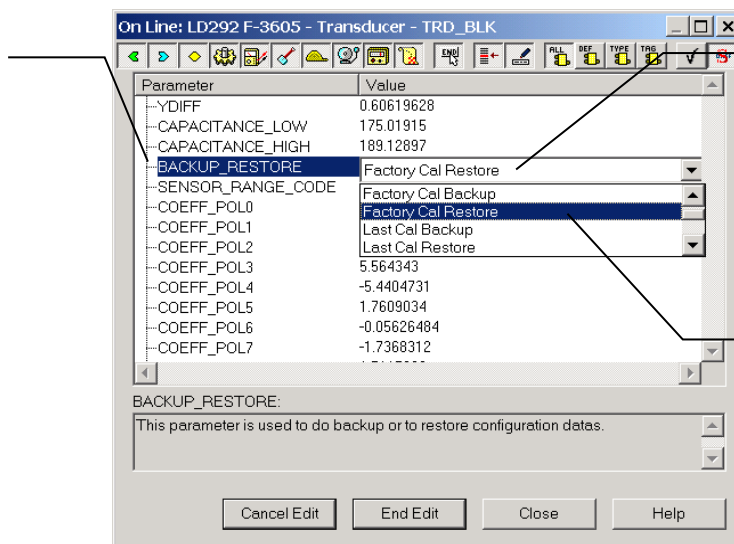 On Line: LD292 F-3605 - Transducer - TRD_BLK
END ALL DEF TYPE TAG
Parameter Value
YDIFF 0.60619628
CAPACITANCE_LOW 175.01915
CAPACITANCE_HIGH 189.12897
BACKUP_RESTORE Factory Cal Restore
SENSOR_RANGE_CODE Factory Cal Backup
COEFF_POL0 Factory Cal Restore
COEFF_POL1 Last Cal Backup
COEFF_POL2 Last Cal Restore
COEFF_POL3 5.564343
COEFF_POL4 -5.4404731
COEFF_POL5 1.7609034
COEFF_POL6 -0.05626484
COEFF_POL7 -1.7368312
BACKUP_RESTORE:
This parameter is used to do backup or to restore configuration datas.
Cancel Edit End Edit Close Help